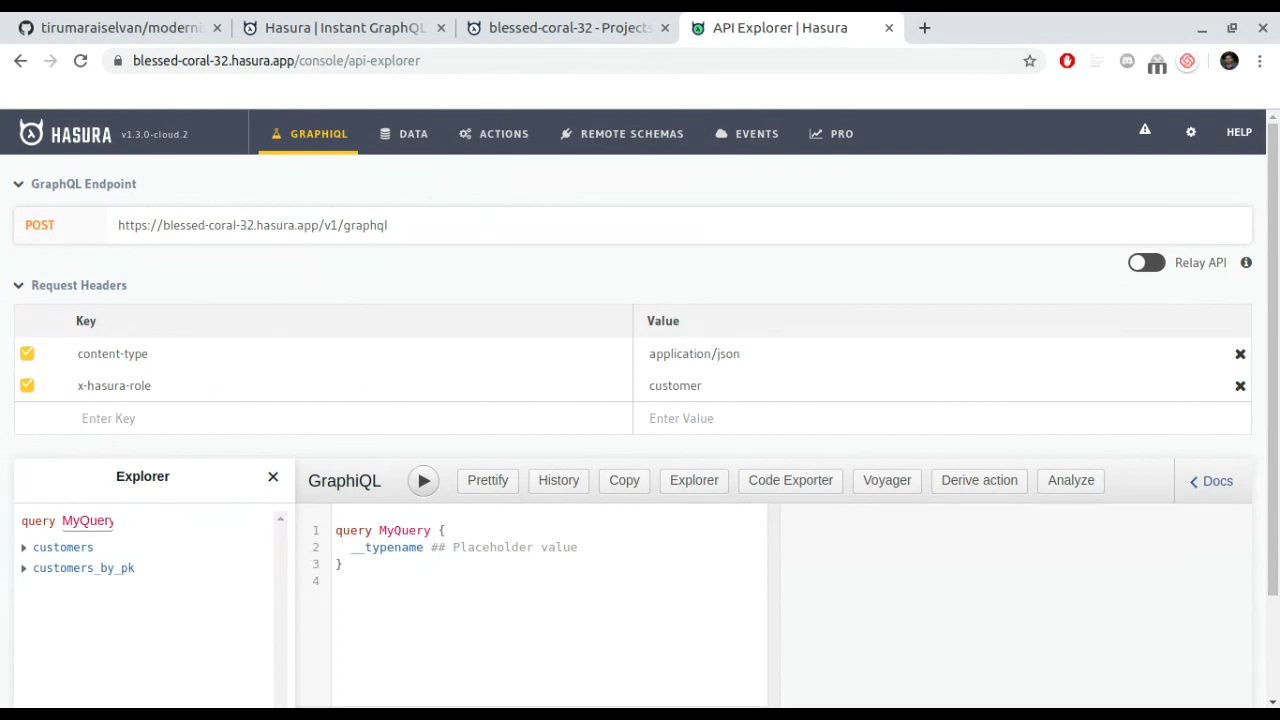 tirumaraiselvan/moderni
Hasura | Instant GraphQL
blessed-coral-32 - Projects
API Explorer | Hasura
blessed-coral-32.hasura.app/console/api-explorer
HASURA v1.3.0-cloud.2
GRAPHIQL
DATA
ACTIONS
REMOTE SCHEMAS
EVENTS
PRO
HELP
GraphQL Endpoint
POST https://blessed-coral-32.hasura.app/v1/graphql
Relay API
Request Headers
Key Value
content-type application/json
x-hasura-role customer
Enter Key Enter Value
Explorer
GraphiQL
Prettify
History
Copy
Explorer
Code Exporter
Voyager
Derive action
Analyze
Docs
query MyQuery
customers
customers_by_pk
1 query MyQuery {
2 __typename ## Placeholder value
3 }
4